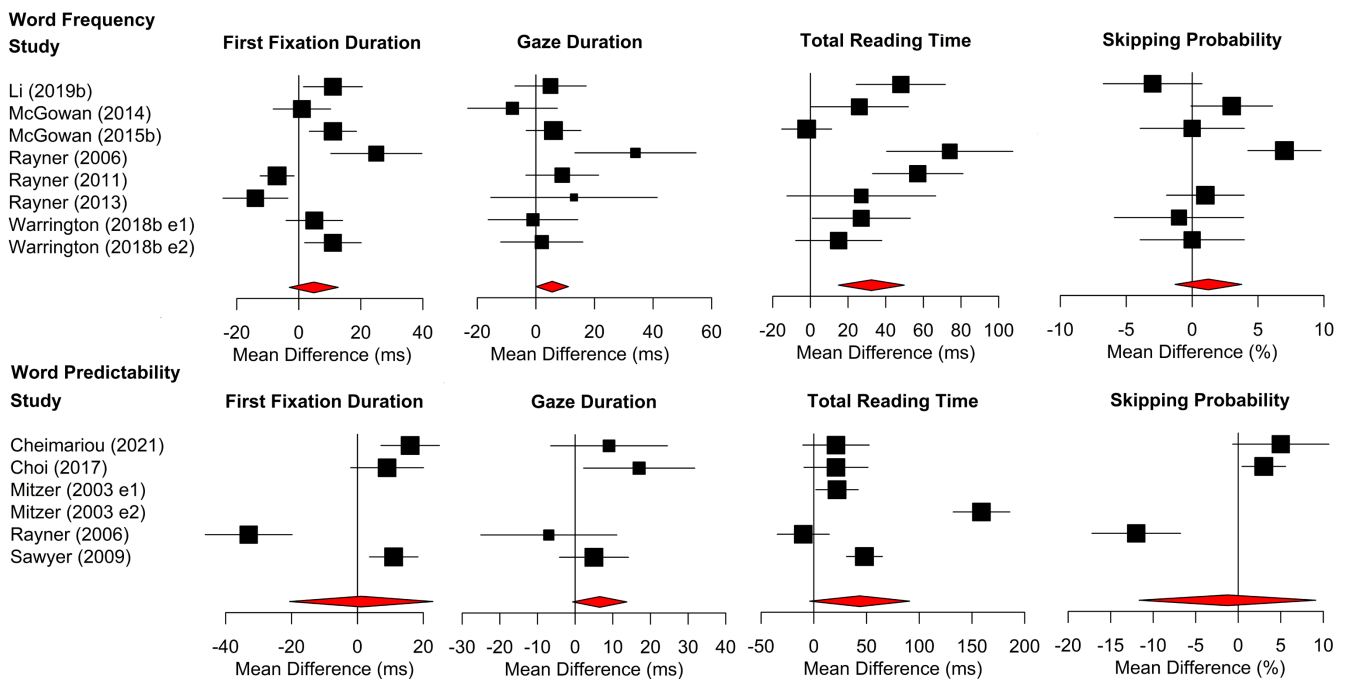 Word Frequency
Study
First Fixation Duration Gaze Duration Total Reading Time Skipping Probability
Li (2019b)
McGowan (2014)
McGowan (2015b)
Rayner (2006)
Rayner (2011)
Rayner (2013)
Warrington (2018b e1)
Warrington (2018b e2)
-20 0 20 40 -20 0 20 40 60 -20 0 20 40 60 80 100 -10 -5 0 5 10
Mean Difference (ms) Mean Difference (ms) Mean Difference (ms) Mean Difference (%)
Word Predictability
Study
First Fixation Duration Gaze Duration Total Reading Time Skipping Probability
Cheimariou (2021)
Choi (2017)
Mitzer (2003 e1)
Mitzer (2003 e2)
Rayner (2006)
Sawyer (2009)
-40 -20 0 20 -30 -20 -10 0 10 20 30 40 -50 0 50 100 150 200 -20 -15 -10 -5 0 5 10
Mean Difference (ms) Mean Difference (ms) Mean Difference (ms) Mean Difference (%)